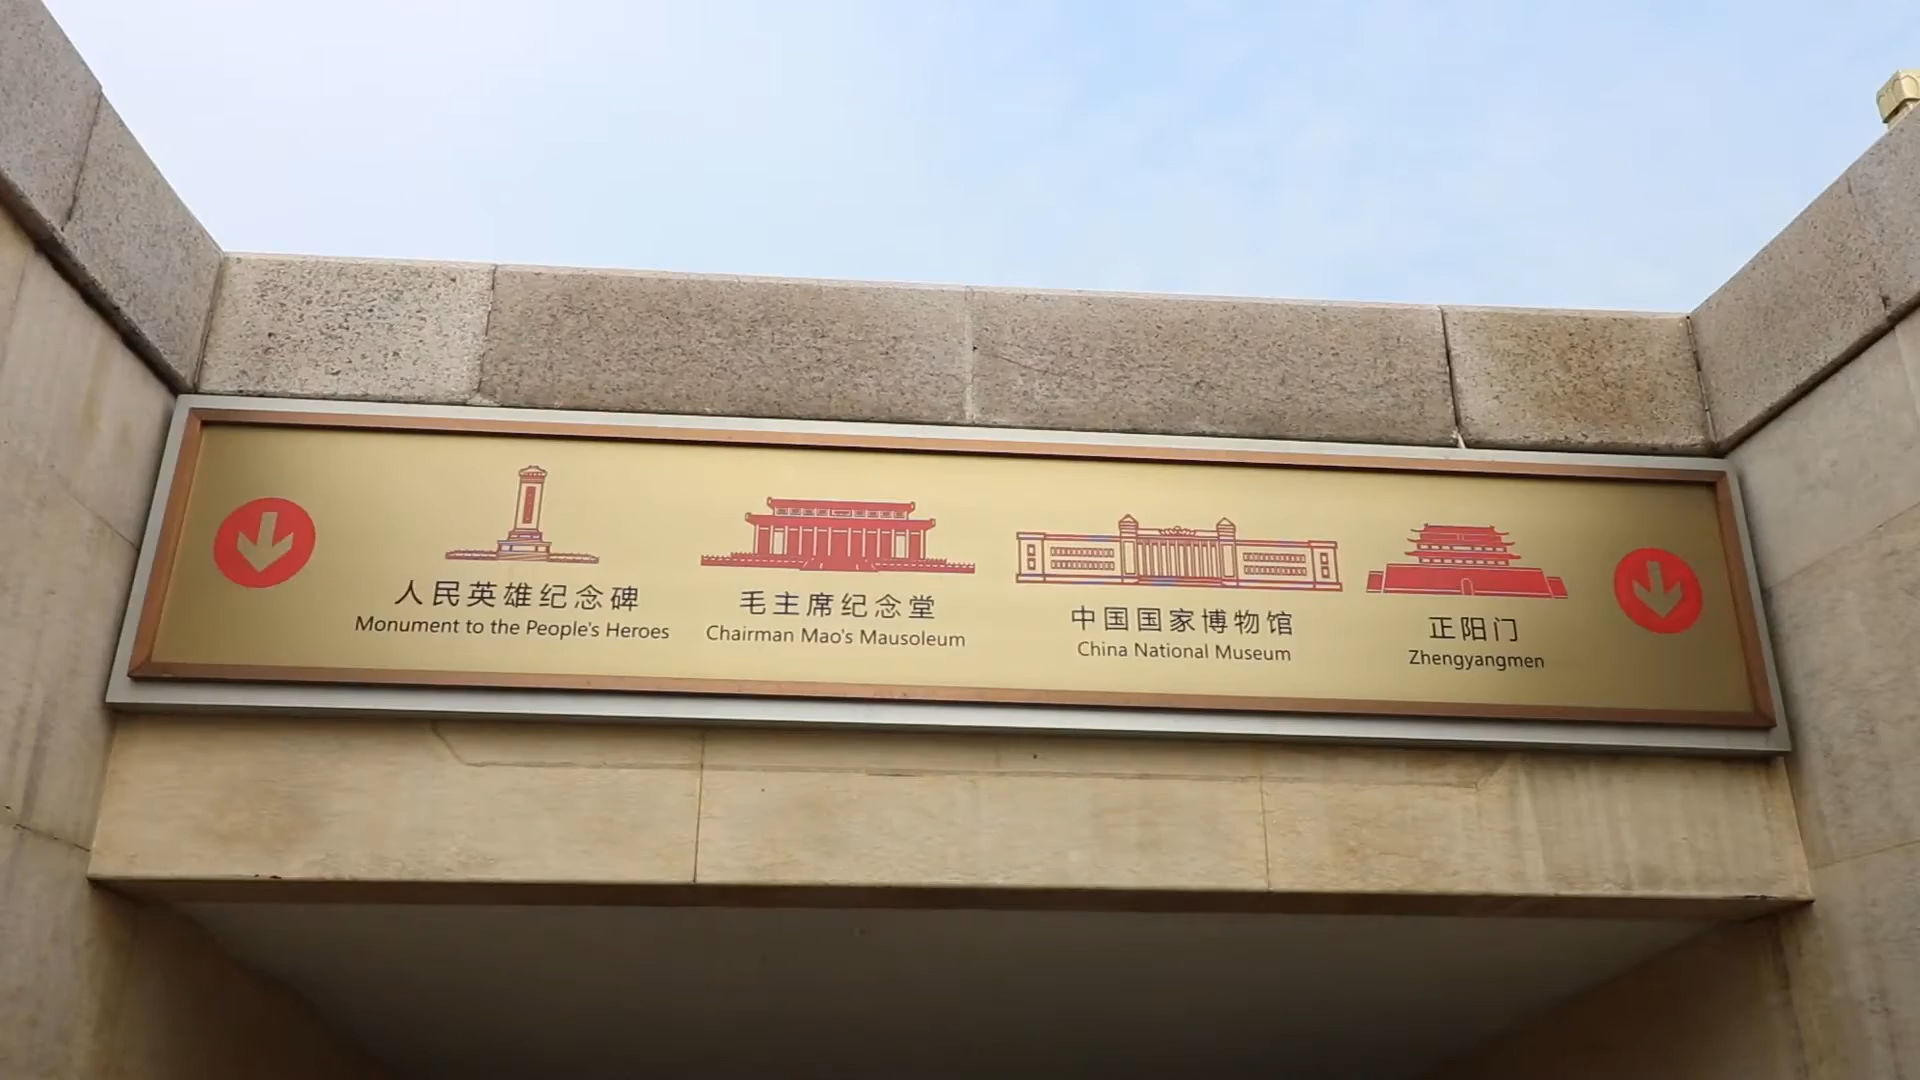 人民英雄纪念碑
Monument to the People's Heroes
毛主席纪念堂
Chairman Mao's Mausoleum
中国国家博物馆
China National Museum
正阳门
Zhengyangmen